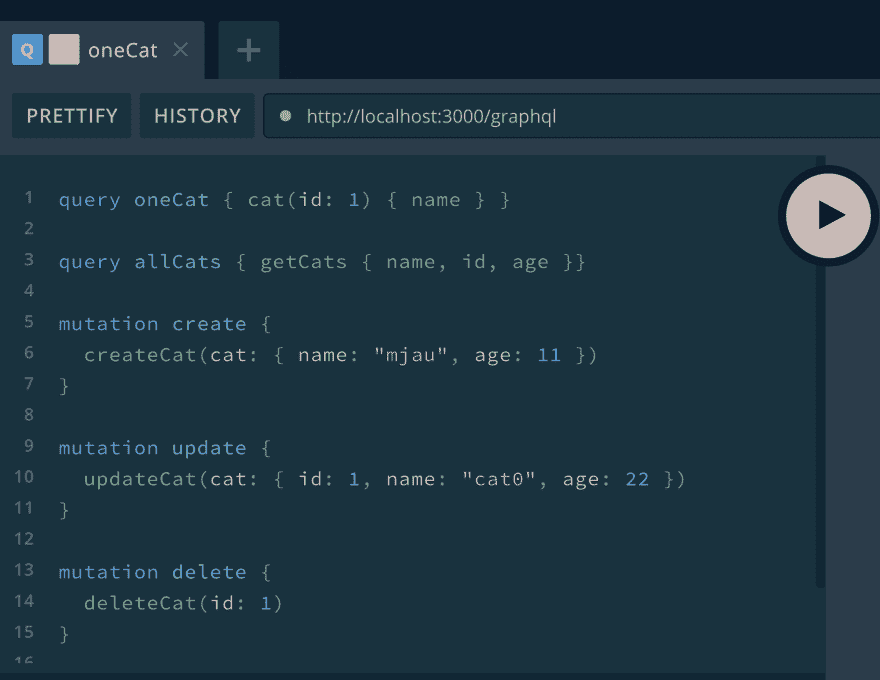 Q oneCat ×
+
PRETTIFY HISTORY http://localhost:3000/graphql
1 query oneCat { cat(id: 1) { name } }
2
3 query allCats { getCats { name, id, age }}
4
5 mutation create {
6 createCat(cat: { name: "mjau", age: 11 })
7 }
8
9 mutation update {
10 updateCat(cat: { id: 1, name: "cat0", age: 22 })
11 }
12
13 mutation delete {
14 deleteCat(id: 1)
15 }
16